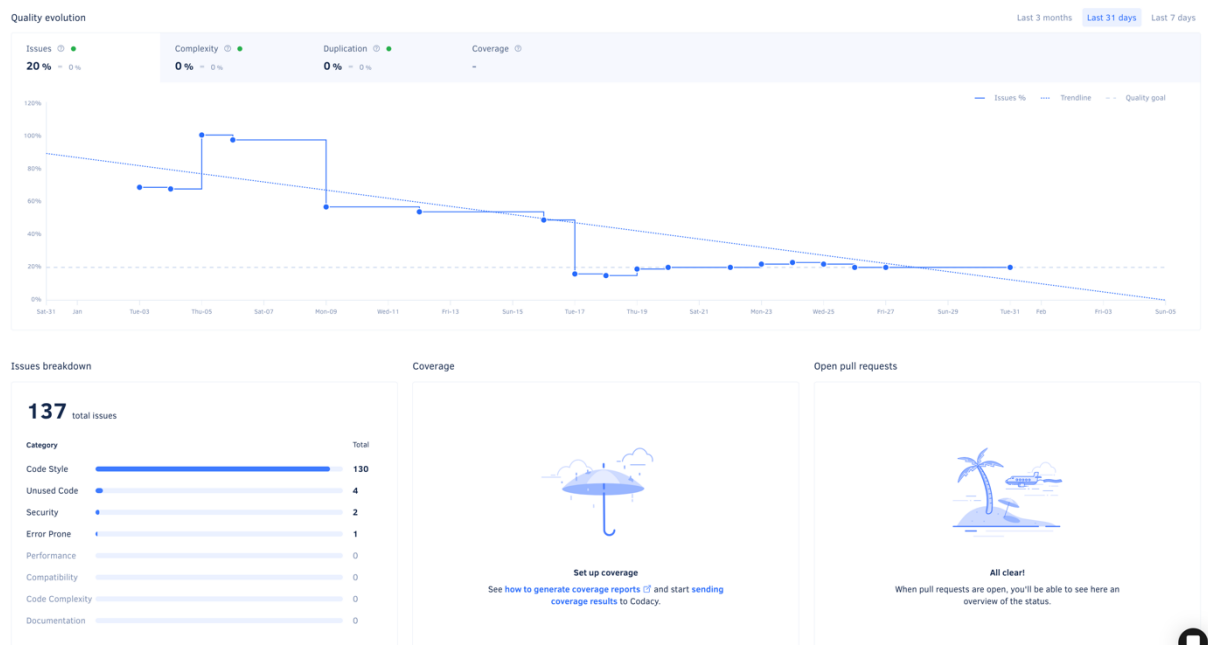 Quality evolution
Last 3 months Last 31 days Last 7 days
Issues Complexity Duplication Coverage
20 % = 0 % 0 % = 0 % 0 % = 0 % -
Issues % Trendline Quality goal
120%
100%
80%
60%
40%
20%
0%
Sat-31 Jan Tue-03 Thu-05 Sat-07 Mon-09 Wed-11 Fri-13 Sun-15 Tue-17 Thu-19 Sat-21 Mon-23 Wed-25 Fri-27 Sun-29 Tue-31 Feb Fri-03 Sun-05
Issues breakdown
137 total issues
Category Total
Code Style 130
Unused Code 4
Security 2
Error Prone 1
Performance 0
Compatibility 0
Code Complexity 0
Documentation 0
Coverage
Set up coverage
See how to generate coverage reports and start sending
coverage results to Codacy.
Open pull requests
All clear!
When pull requests are open, you'll be able to see here an
overview of the status.